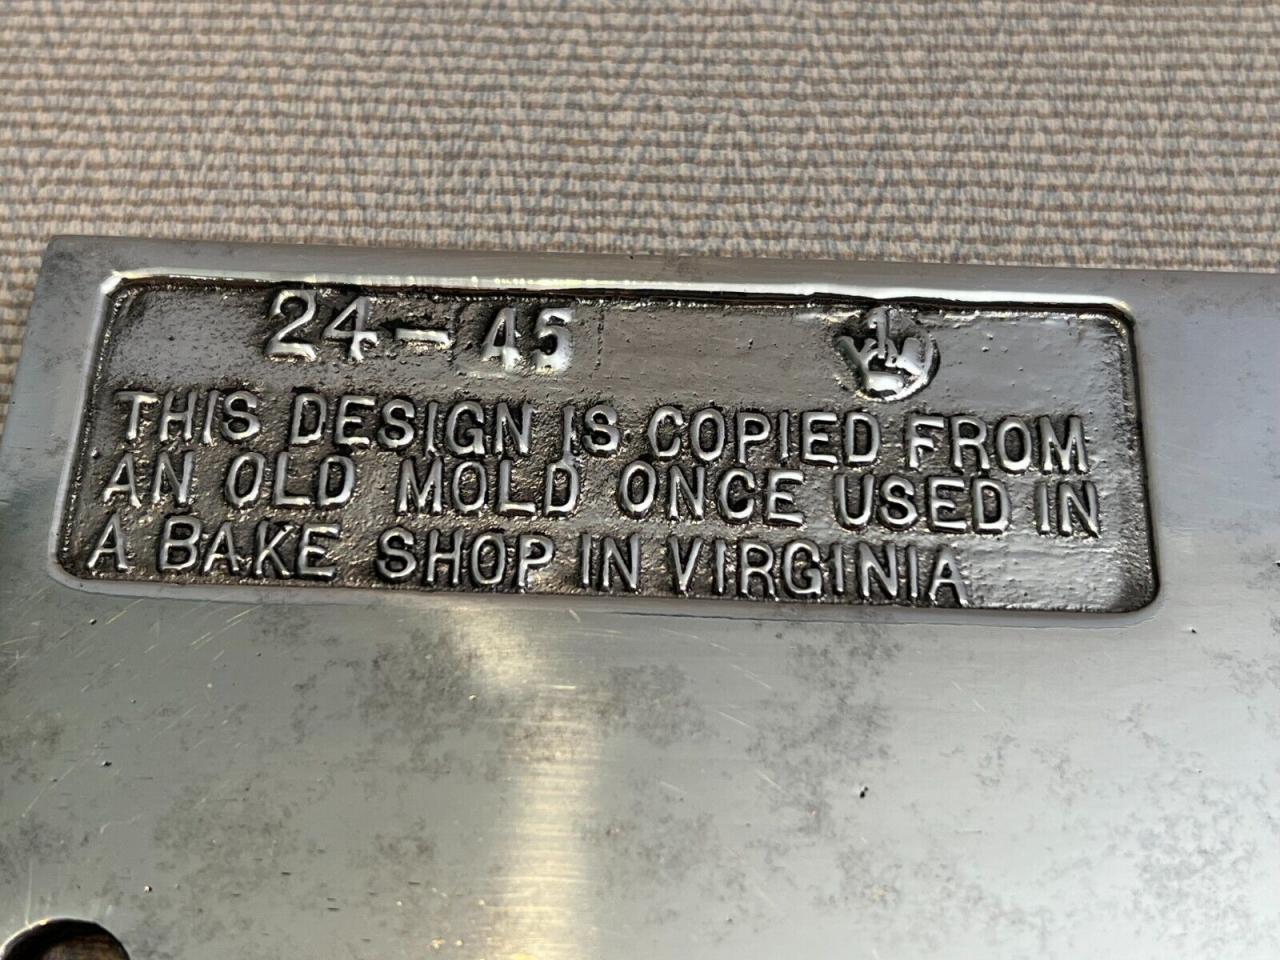 24-45
THIS DESIGN IS COPIED FROM
AN OLD MOLD ONCE USED IN
A BAKE SHOP IN VIRGINIA